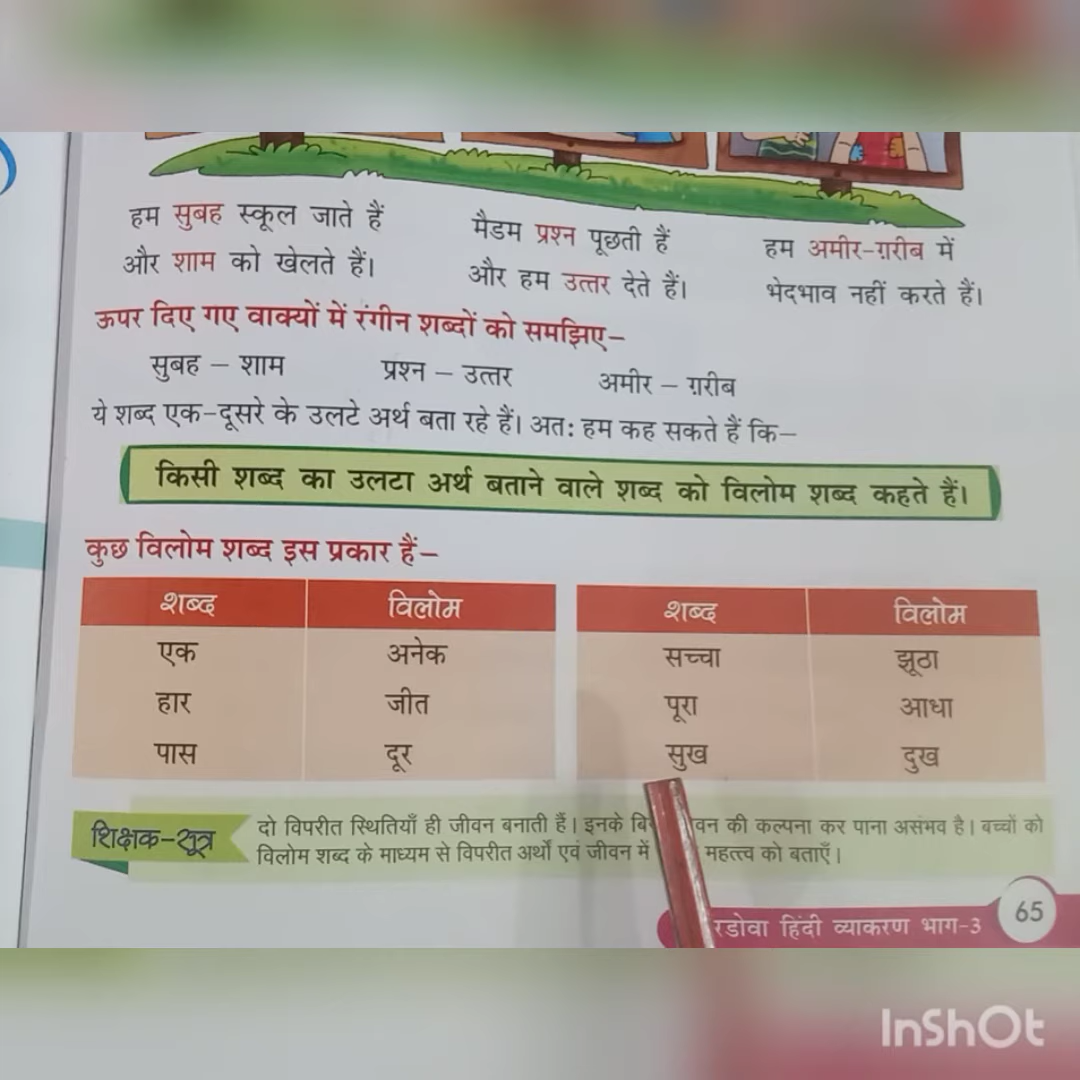 हम सुबह स्कूल जाते हैं
और शाम को खेलते हैं।
मैडम प्रश्न पूछती हैं
और हम उत्तर देते हैं।
हम अमीर-ग़रीब में
भेदभाव नहीं करते हैं।
ऊपर दिए गए वाक्यों में रंगीन शब्दों को समझिए–
सुबह – शाम प्रश्न – उत्तर अमीर – ग़रीब
ये शब्द एक-दूसरे के उलटे अर्थ बता रहे हैं। अतः हम कह सकते हैं कि–
किसी शब्द का उलटा अर्थ बताने वाले शब्द को विलोम शब्द कहते हैं।
कुछ विलोम शब्द इस प्रकार हैं–
शब्द विलोम शब्द विलोम
एक अनेक सच्चा झूठा
हार जीत पूरा आधा
पास दूर सुख दुख
शिक्षक-सूत्र
दो विपरीत स्थितियाँ ही जीवन बनाती हैं। इनके की कल्पना कर पाना असंभव है। बच्चों को
विलोम शब्द के माध्यम से विपरीत अर्थों एवं जीवन में महत्त्व को बताएँ।
रडोवा हिंदी व्याकरण भाग-3 65
InShOt